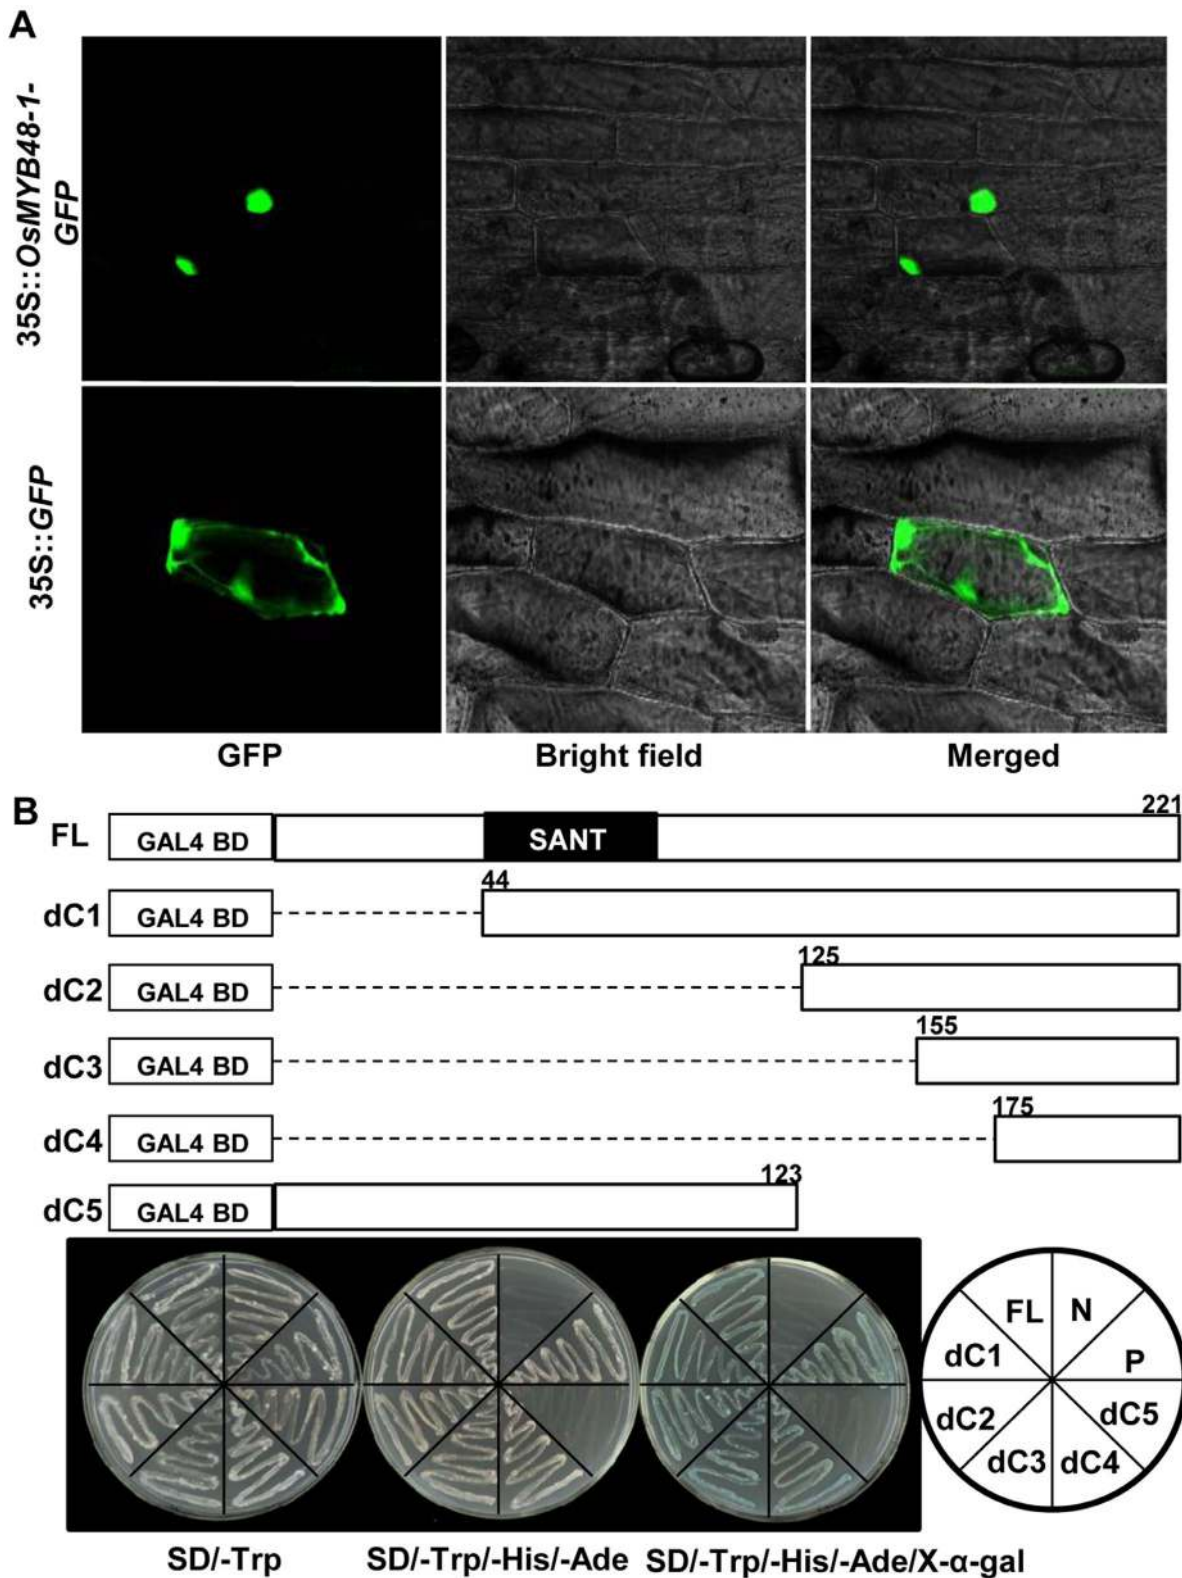 A
35S::OsMYB48-1-
GFP
35S::GFP
GFP Bright field Merged
B
221
FL GAL4 BD SANT
44
dC1 GAL4 BD
125
dC2 GAL4 BD
155
dC3 GAL4 BD
175
dC4 GAL4 BD
123
dC5 GAL4 BD
FL N
dC1 P
dC2 dC5
dC3 dC4
SD/-Trp SD/-Trp/-His/-Ade SD/-Trp/-His/-Ade/X-α-gal